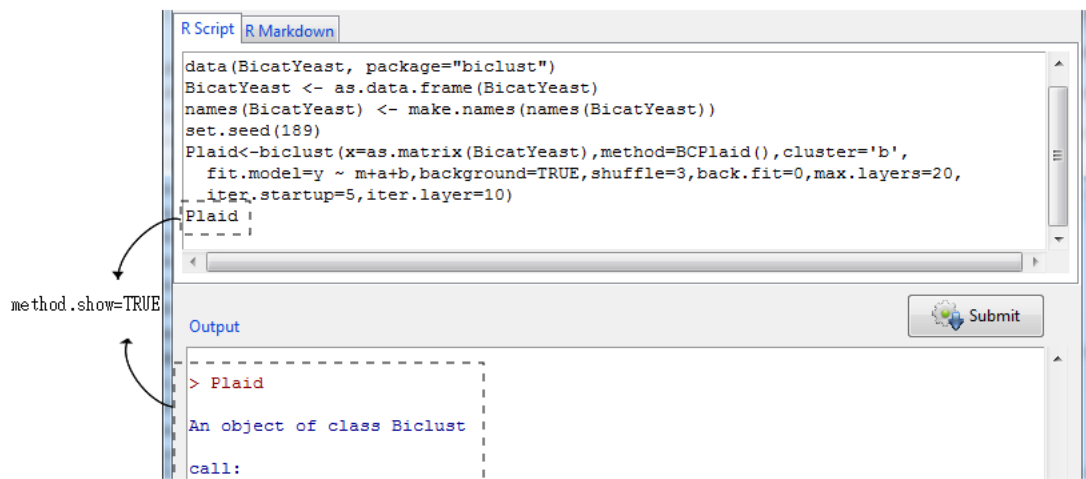 R Script R Markdown
data(BicatYeast, package="biclust")
BicatYeast <- as.data.frame(BicatYeast)
names(BicatYeast) <- make.names(names(BicatYeast))
set.seed(189)
Plaid<-biclust(x=as.matrix(BicatYeast),method=BCPlaid(),cluster='b',
fit.model=y ~ m+a+b,background=TRUE,shuffle=3,back.fit=0,max.layers=20,
iter.startup=5,iter.layer=10)
Plaid
method.show=TRUE
Submit
Output
> Plaid
An object of class Biclust
call: